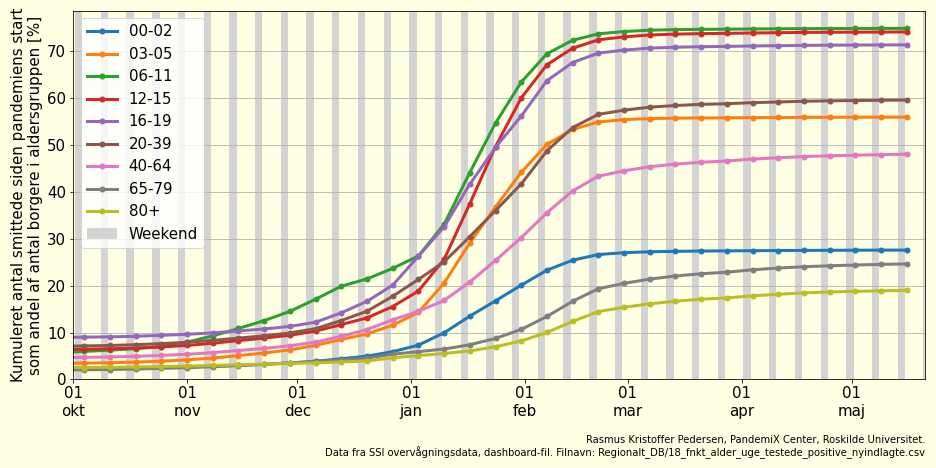 Kumuleret antal smittede siden pandemiens start
som andel af antal borgere i aldersgruppen [%]
70
60
50
40
30
20
10
0
00-02
03-05
06-11
12-15
16-19
20-39
40-64
65-79
80+
Weekend
01 01 01 01 01 01 01 01
okt nov dec jan feb mar apr maj
Rasmus Kristoffer Pedersen, PandemiX Center, Roskilde Universitet.
Data fra SSI overvågningsdata, dashboard-fil. Filnavn: Regionalt_DB/18_fnkt_alder_uge_testede_positive_nyindlagte.csv